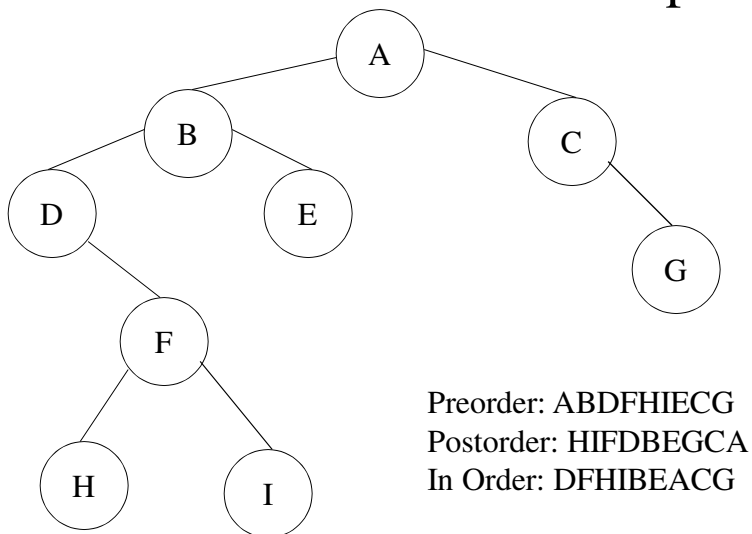 A
B
C
D
E
G
F
H
I
Preorder: ABDFHIECG
Postorder: HIFDBEGCA
In Order: DFHIBEACG